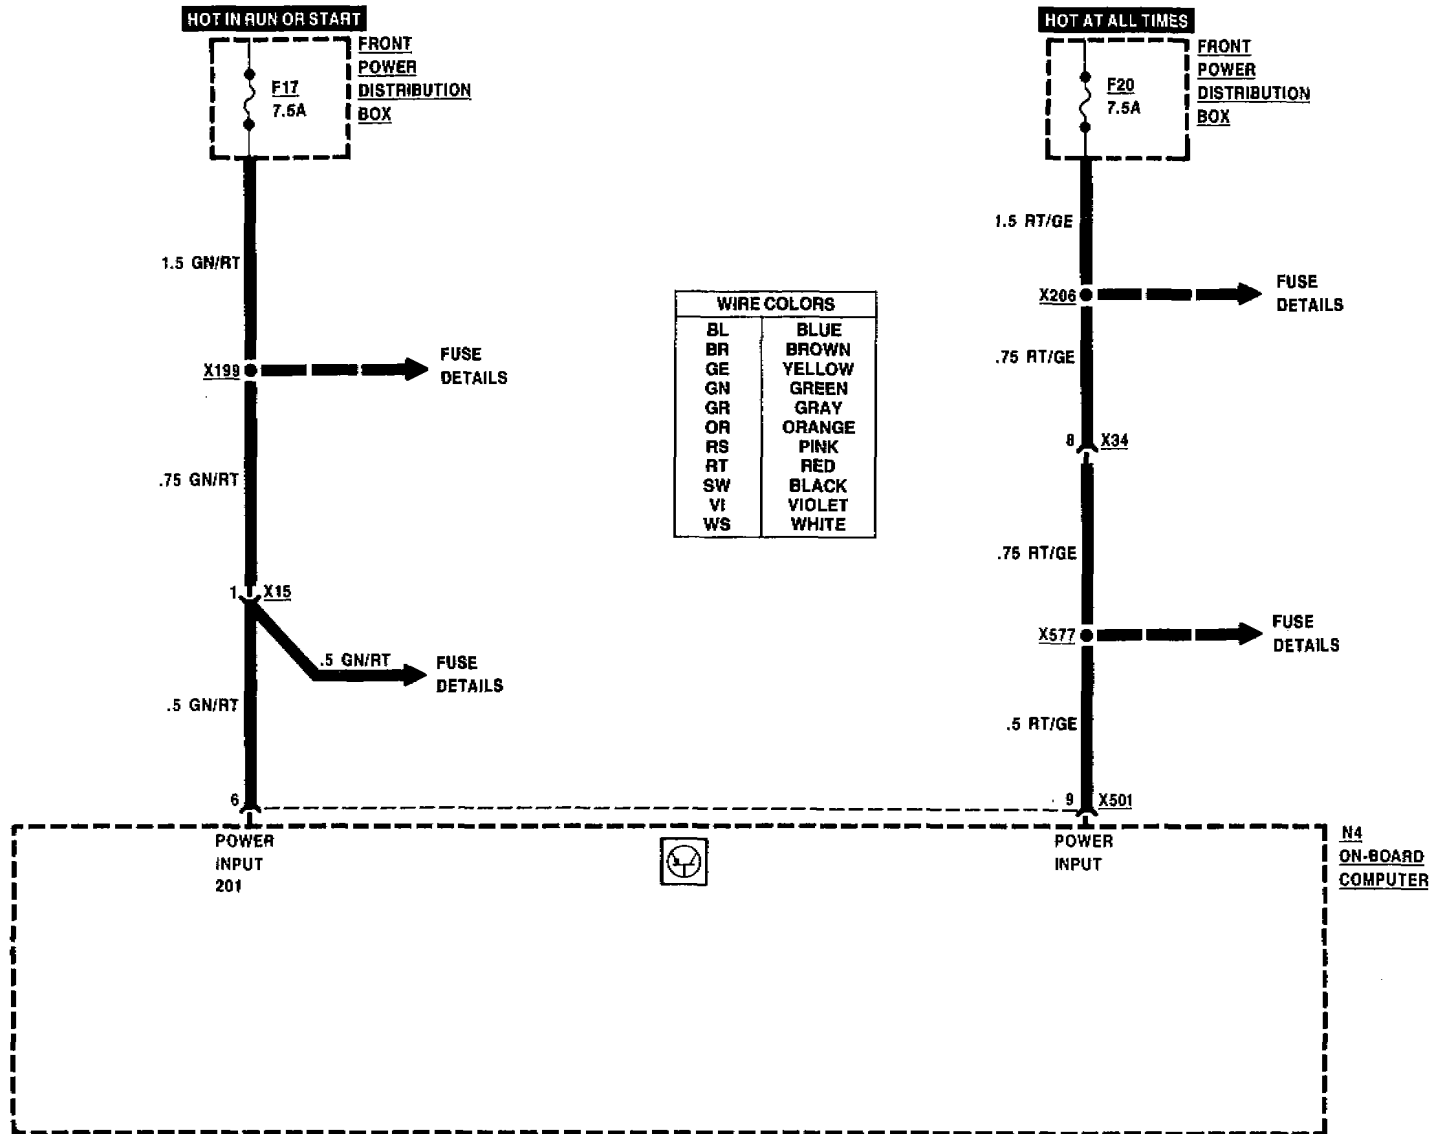 HOT IN RUN OR START
FRONT
POWER
DISTRIBUTION
BOX
F17
7.5A
1.5 GN/RT
X199
FUSE
DETAILS
.75 GN/RT
1
X15
.5 GN/RT
FUSE
DETAILS
.5 GN/RT
6
POWER
INPUT
201
WIRE COLORS
BL BLUE
BR BROWN
GE YELLOW
GN GREEN
GR GRAY
OR ORANGE
RS PINK
RT RED
SW BLACK
VI VIOLET
WS WHITE
HOT AT ALL TIMES
FRONT
POWER
DISTRIBUTION
BOX
F20
7.5A
1.5 RT/GE
X206
FUSE
DETAILS
.75 RT/GE
8
X34
.75 RT/GE
X577
FUSE
DETAILS
.5 RT/GE
9
X501
POWER
INPUT
N4
ON-BOARD
COMPUTER